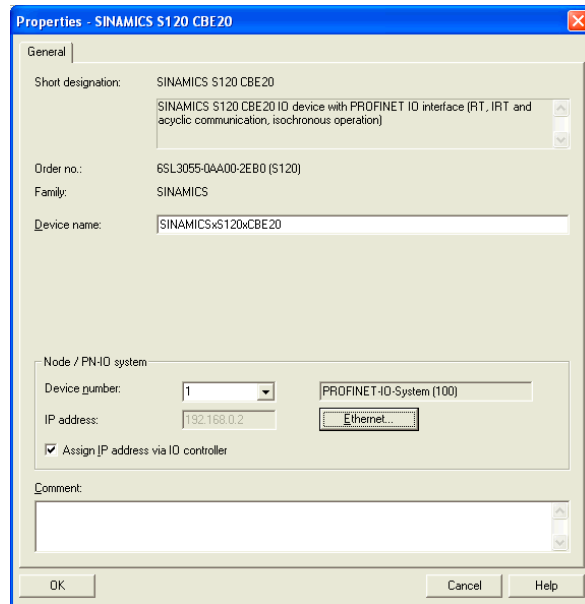 Properties - SINAMICS S120 CBE20
General
Short designation: SINAMICS S120 CBE20
SINAMICS S120 CBE20 IO device with PROFINET IO interface (RT, IRT and
acyclic communication, isochronous operation)
Order no.: 6SL3055-0AA00-2EB0 (S120)
Family: SINAMICS
Device name: SINAMICSxS120xCBE20
Node / PN-IO system
Device number: 1 PROFINET-IO-System (100)
IP address: 192.168.0.2 Ethernet...
Assign IP address via IO controller
Comment:
OK Cancel Help